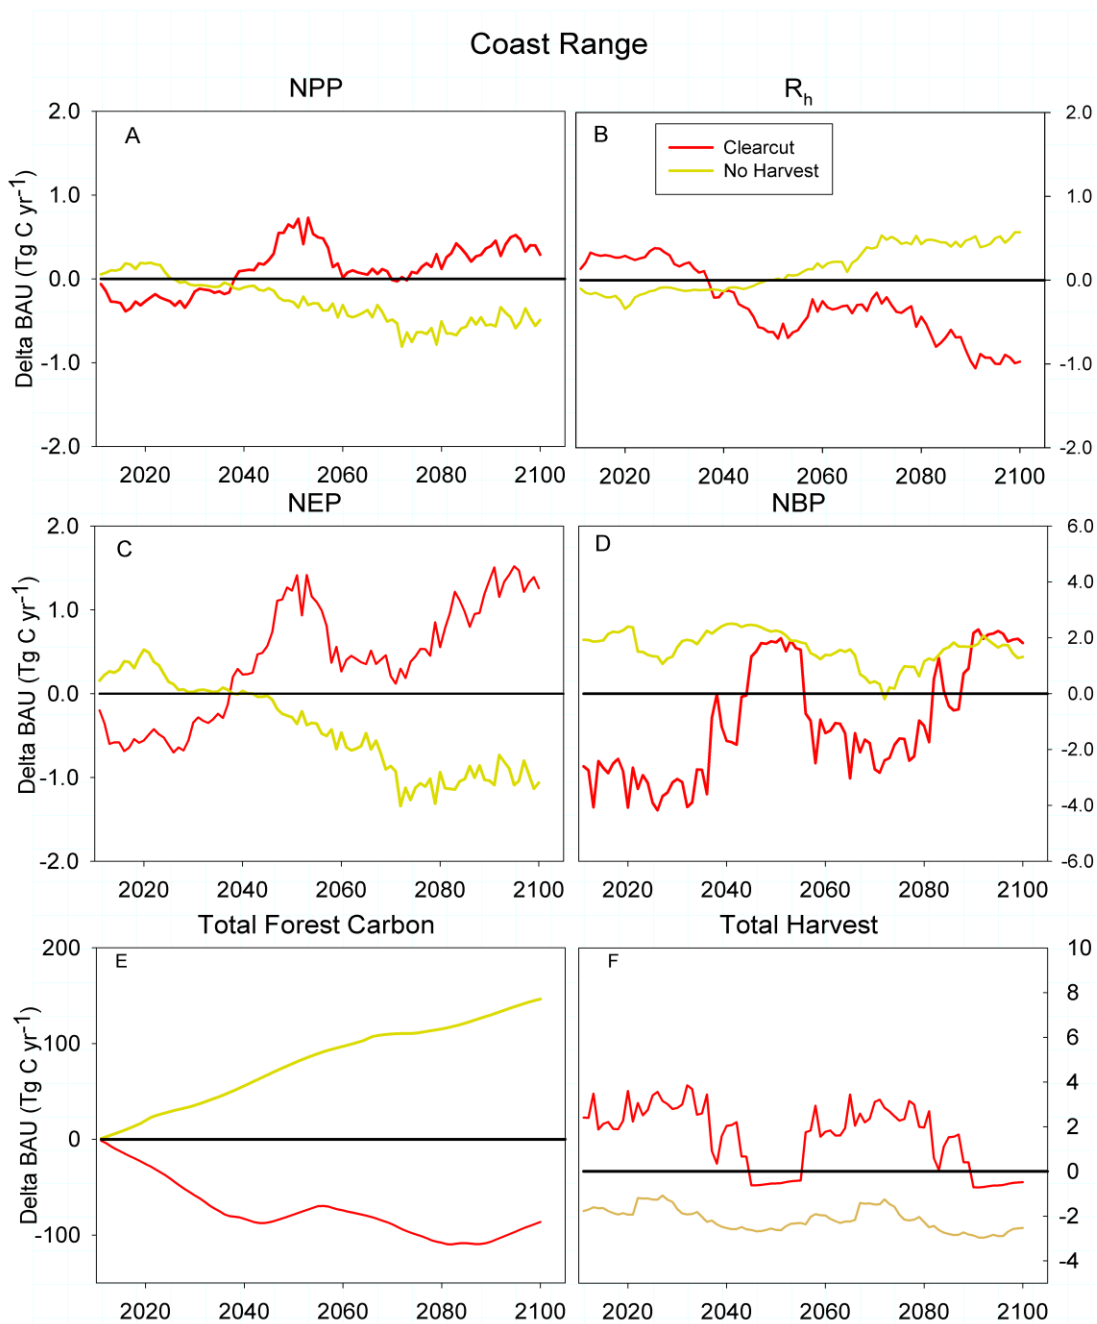 Coast Range
NPP
R_h
2.0
1.0
0.0
-1.0
-2.0
Delta BAU (Tg C yr⁻¹)
A
2020 2040 2060 2080 2100
B
Clearcut
No Harvest
2.0
1.0
0.0
-1.0
-2.0
2020 2040 2060 2080 2100
NEP
NBP
2.0
1.0
0.0
-1.0
-2.0
Delta BAU (Tg C yr⁻¹)
C
2020 2040 2060 2080 2100
D
6.0
4.0
2.0
0.0
-2.0
-4.0
-6.0
2020 2040 2060 2080 2100
Total Forest Carbon
Total Harvest
200
100
0
-100
Delta BAU (Tg C yr⁻¹)
E
2020 2040 2060 2080 2100
F
10
8
6
4
2
0
-2
-4
2020 2040 2060 2080 2100